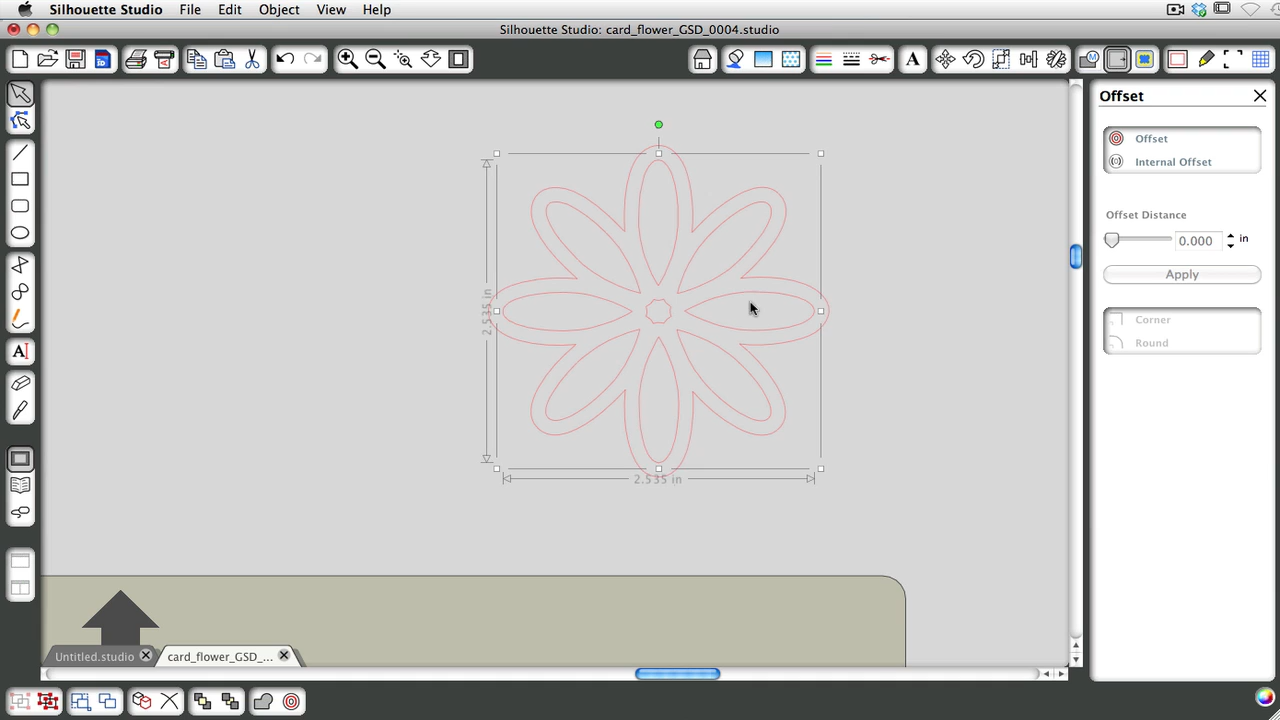 Silhouette Studio File Edit Object View Help
Silhouette Studio: card_flower_GSD_0004.studio
A
Offset
Offset
Internal Offset
Offset Distance
0.000 in
Apply
Corner
Round
A
2.535 in
2.535 in
Untitled.studio card_flower_GSD_...